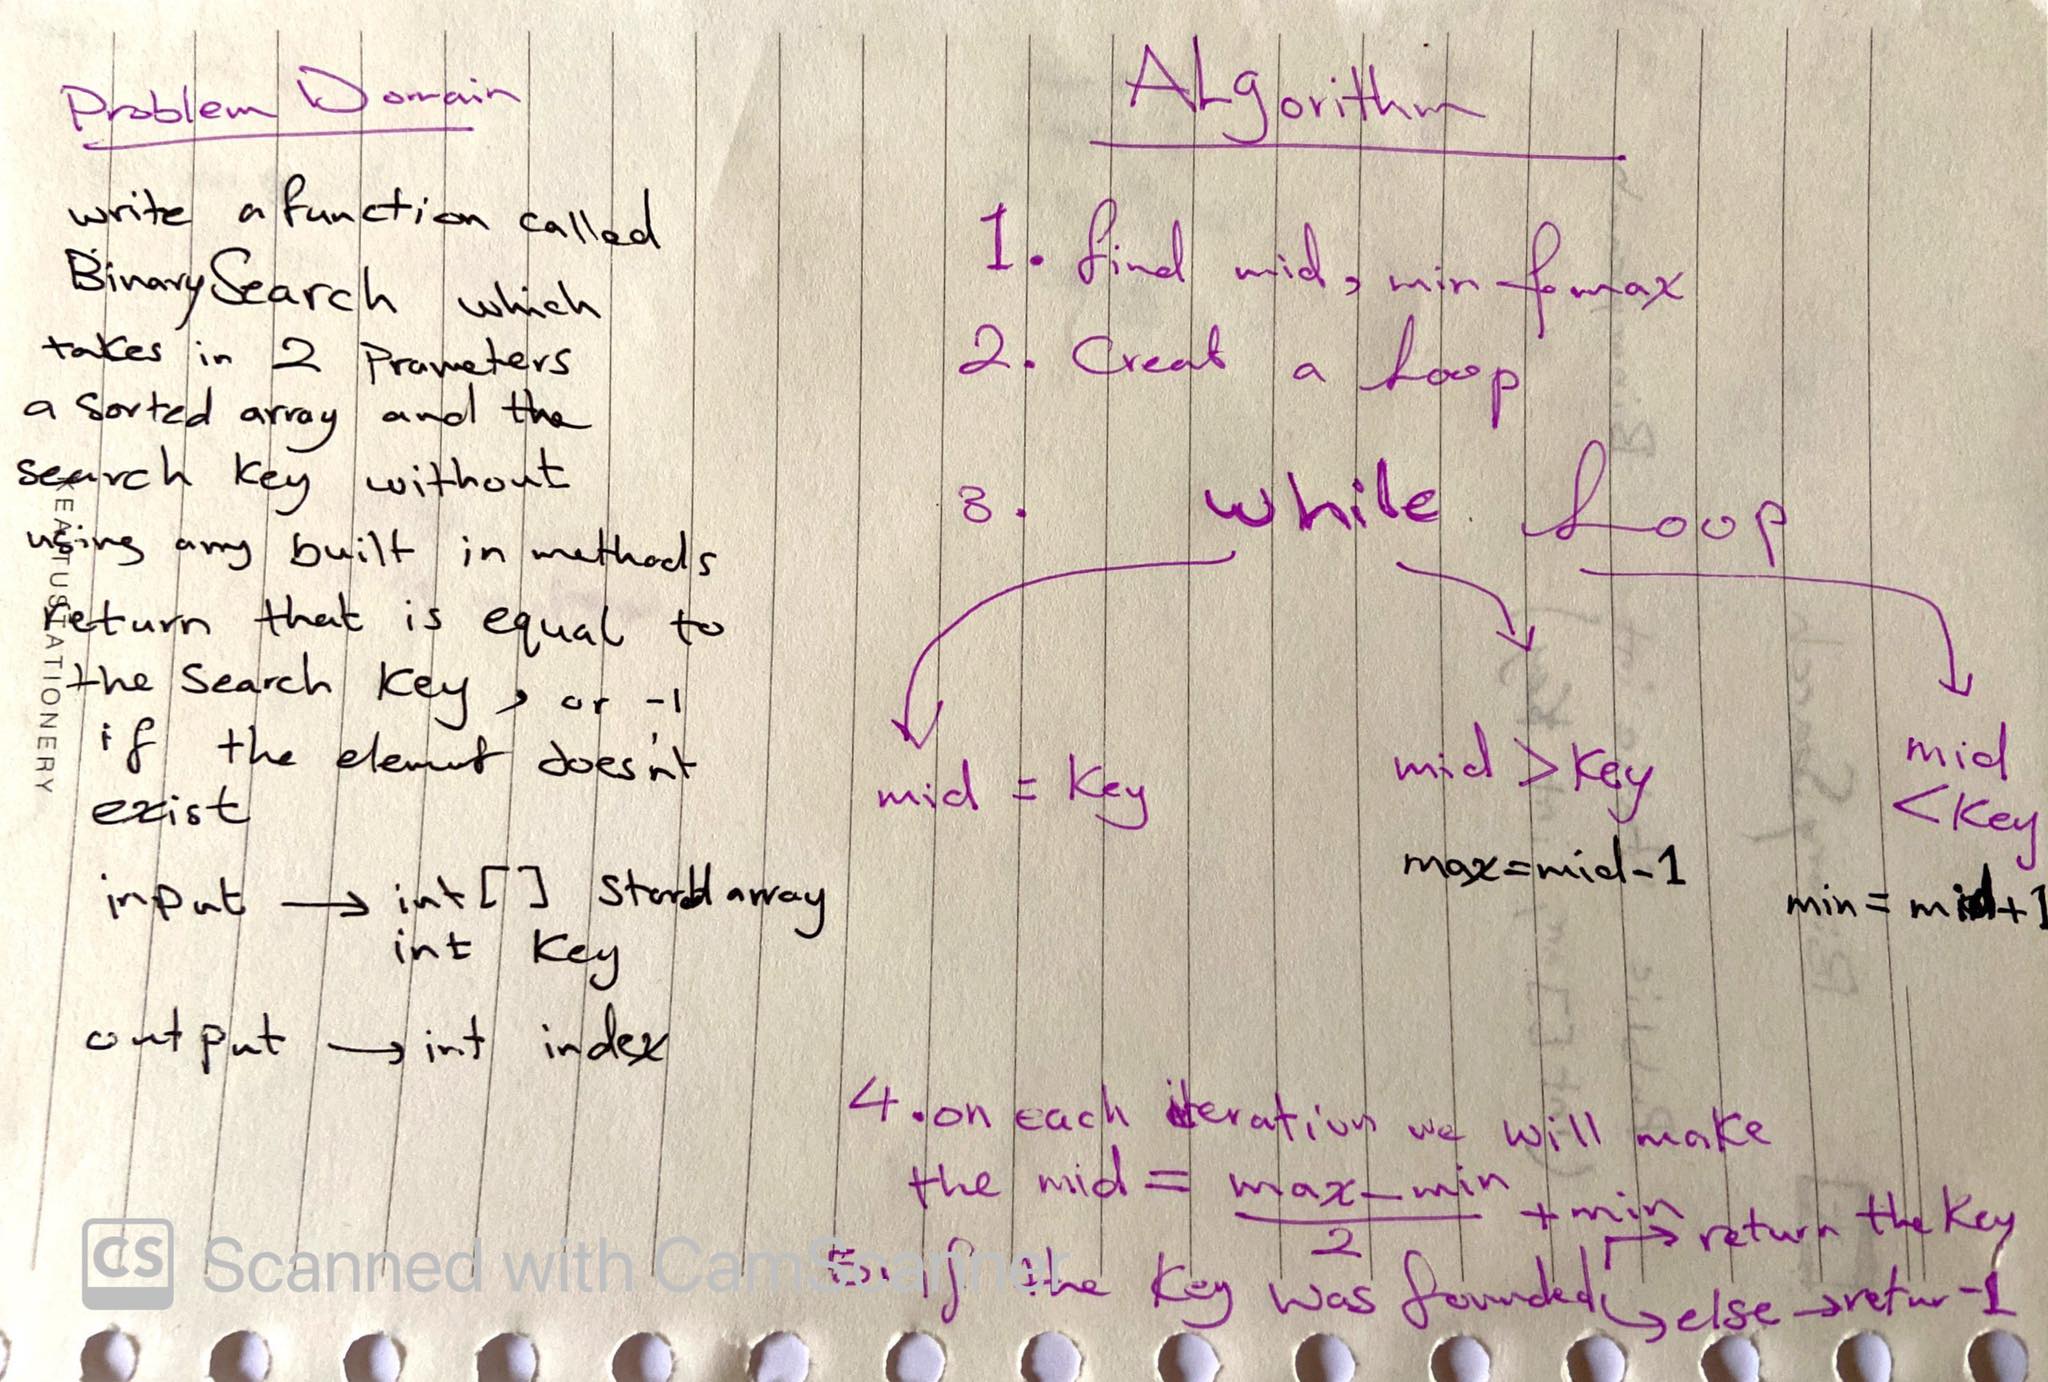 Problem Domain
write a function called
BinarySearch which
takes in 2 Prameters
a sorted array and the
search key without
using any built in methods
return that is equal to
the search key, or -1
if the element does'nt
exist
input → int[] array
int key
output → int index
KEATUSTATIONERY
ALgorithm
1. find mid, min max
2. Creat a Loop
3. while Loop
mid = Key
mid > Key
max=mid-1
mid
< Key
min = mid+1
4. on each iteration we will make
the mid = max - min
2
+ min
5. if the Key was founded → return the Key
→ else → retur -1
CS Scanned with CamScanner